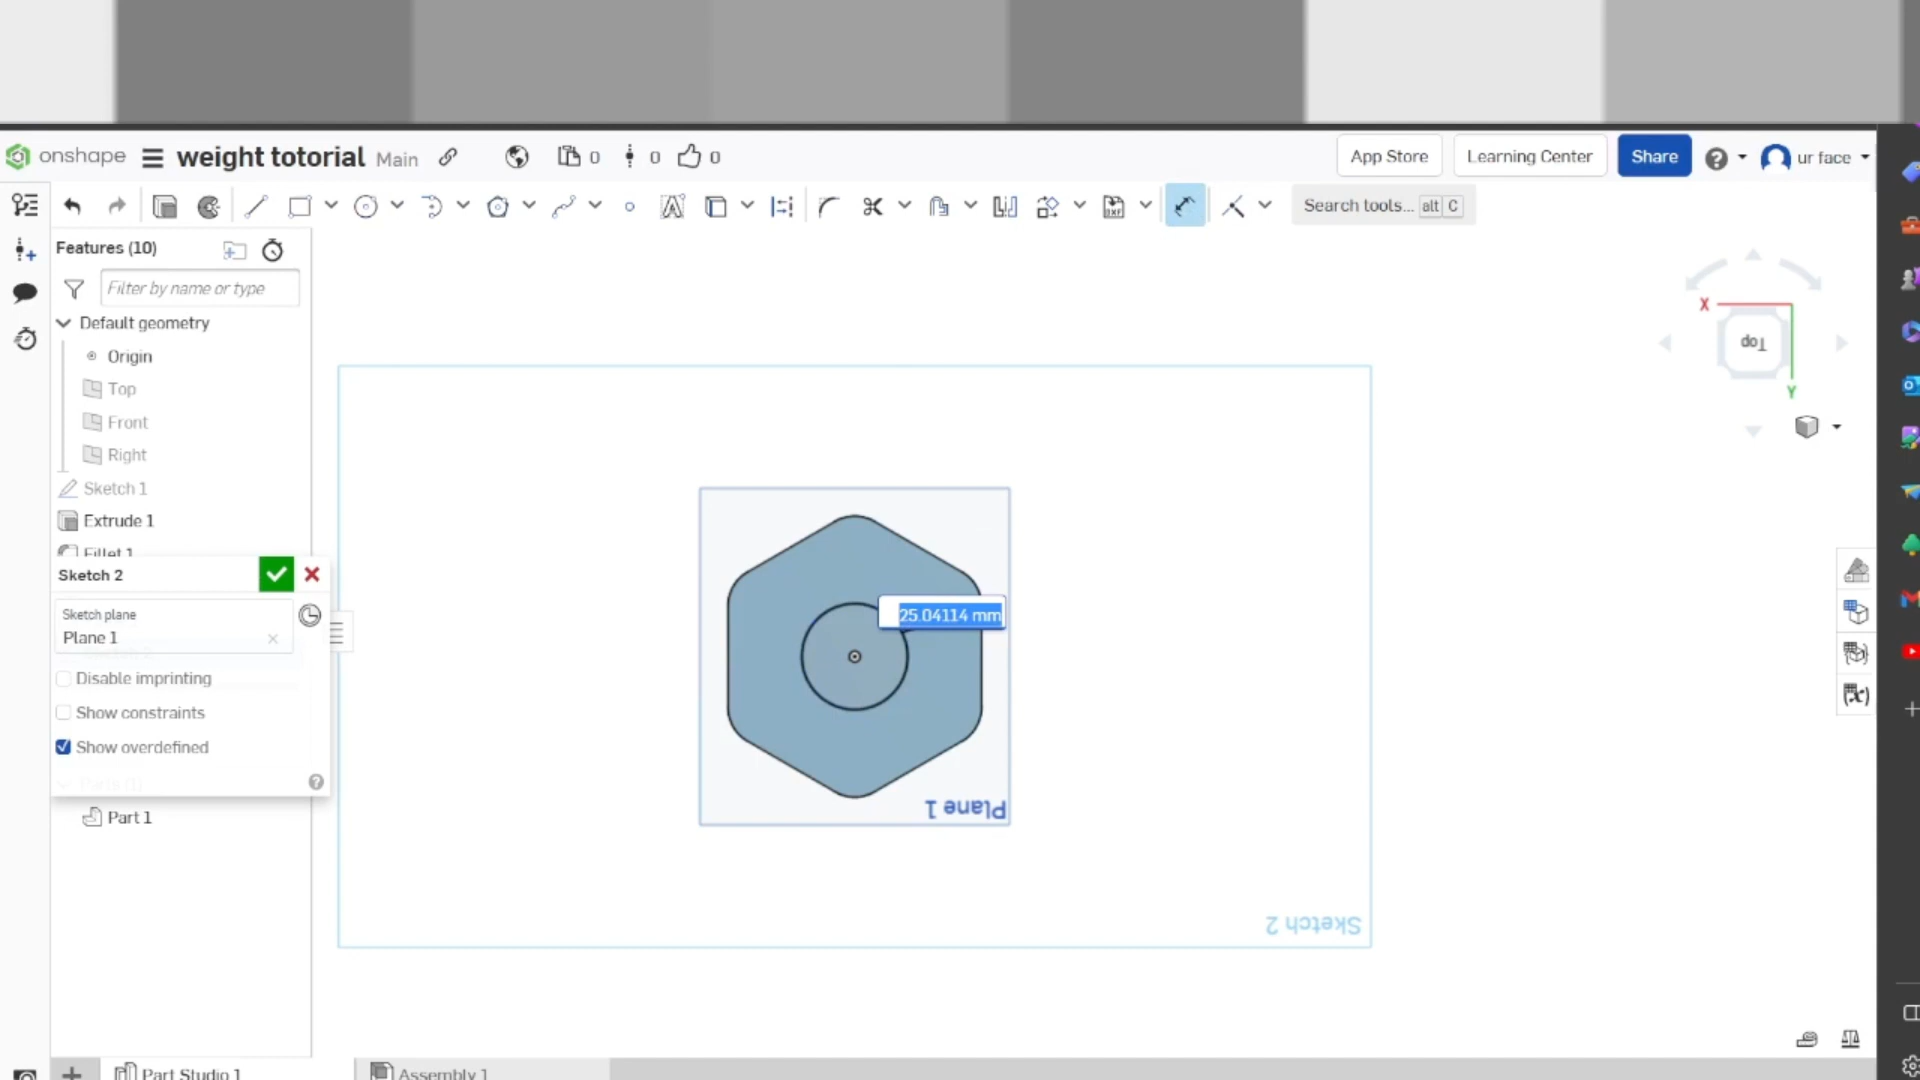 onshape weight totorial Main 0 0 0 App Store Learning Center Share ur face
Search tools... alt C
Features (10)
Filter by name or type
Default geometry
Origin
Top
Front
Right
Sketch 1
Extrude 1
Fillet 1
Sketch 2
Sketch plane
Plane 1
Disable imprinting
Show constraints
Show overdefined
Parts (1)
Part 1
X
Top
Y
25.04114 mm
Plane 1
Sketch 2
Part Studio 1
Assembly 1